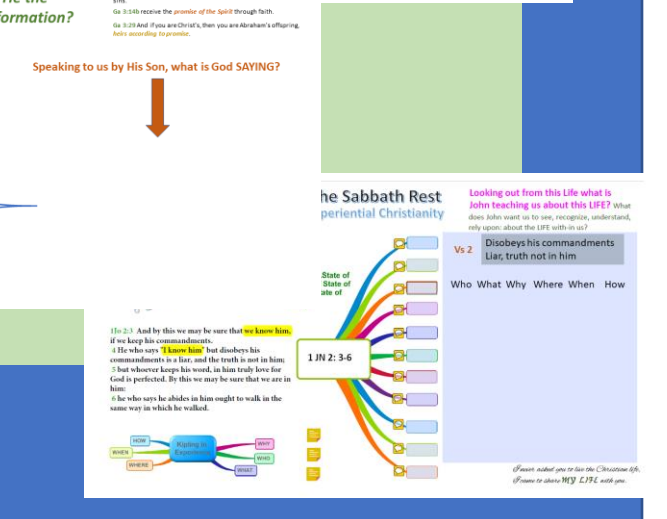 formation?
Ga 3:14b receive the promise of the Spirit through faith.
Ga 3:29 And if you are Christ's, then you are Abraham's offspring,
heirs according to promise.
Speaking to us by His Son, what is God SAYING?
he Sabbath Rest
periential Christianity
Looking out from this Life what is
John teaching us about this LIFE? What
does John want us to see, recognize, understand,
rely upon: about the LIFE with-in us?
Vs 2
Disobeys his commandments
Liar, truth not in him
Who What Why Where When How
State of
State of
ate of
1 JN 2: 3-6
1Jo 2:3 And by this we may be sure that we know him,
if we keep his commandments.
4 He who says "I know him" but disobeys his
commandments is a liar, and the truth is not in him;
5 but whoever keeps his word, in him truly love for
God is perfected. By this we may be sure that we are in
him:
6 he who says he abides in him ought to walk in the
same way in which he walked.
HOW
WHEN
WHERE
Kipling in
Experience
WHY
WHO
WHAT
I never asked you to live the Christian life,
I came to share MY LIFE with you.